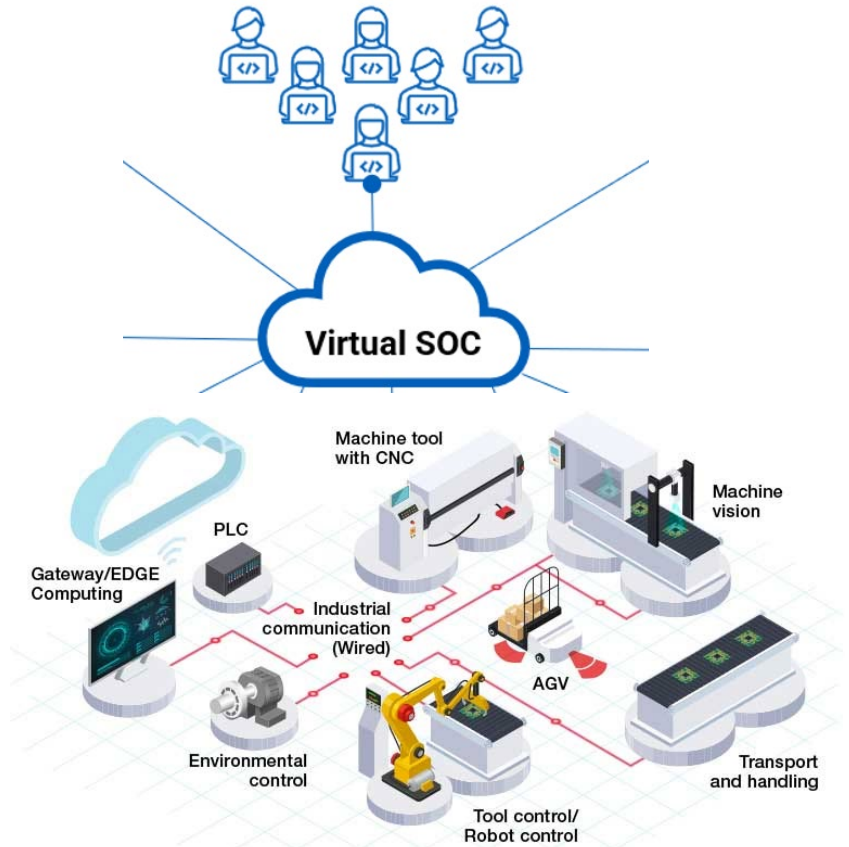 </>
</>
</>
</>
</>
</>
Virtual SOC
Machine tool
with CNC
Machine
vision
PLC
Gateway/EDGE
Computing
Industrial
communication
(Wired)
AGV
Environmental
control
Transport
and handling
Tool control/
Robot control